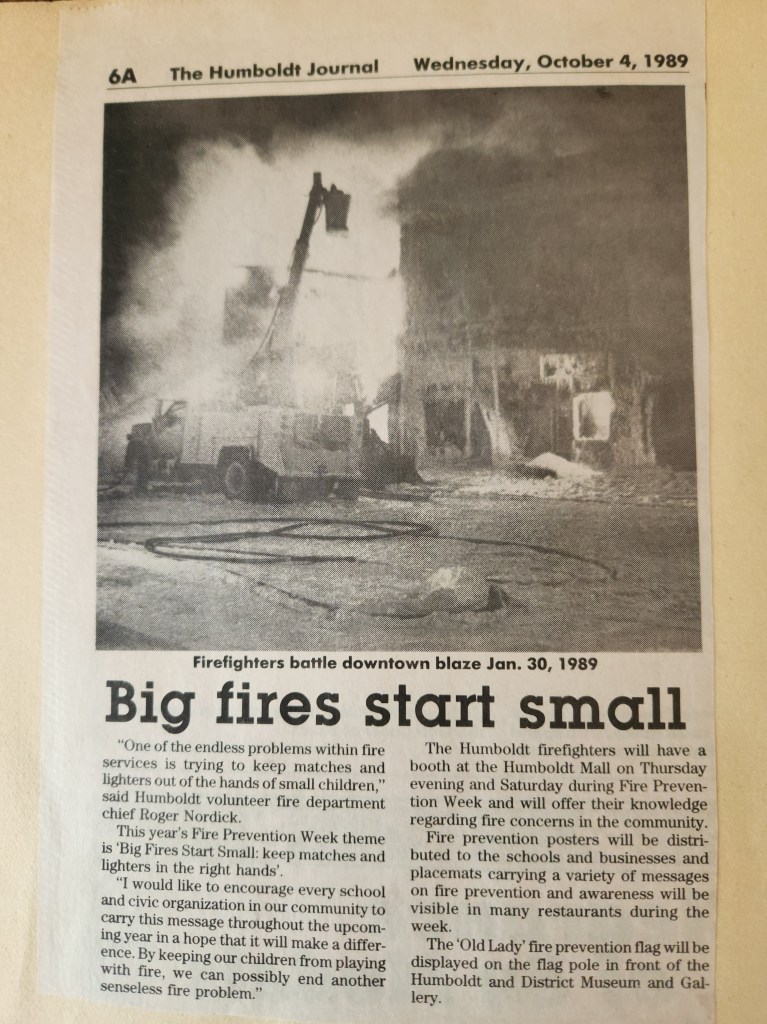 6A The Humboldt Journal Wednesday, October 4, 1989
Firefighters battle downtown blaze Jan. 30, 1989
Big fires start small
"One of the endless problems within fire
services is trying to keep matches and
lighters out of the hands of small children,"
said Humboldt volunteer fire department
chief Roger Nordick.
This year's Fire Prevention Week theme
is 'Big Fires Start Small: keep matches and
lighters in the right hands'.
"I would like to encourage every school
and civic organization in our community to
carry this message throughout the upcom-
ing year in a hope that it will make a differ-
ence. By keeping our children from playing
with fire, we can possibly end another
senseless fire problem."
The Humboldt firefighters will have a
booth at the Humboldt Mall on Thursday
evening and Saturday during Fire Preven-
tion Week and will offer their knowledge
regarding fire concerns in the community.
Fire prevention posters will be distri-
buted to the schools and businesses and
placemats carrying a variety of messages
on fire prevention and awareness will be
visible in many restaurants during the
week.
The 'Old Lady' fire prevention flag will be
displayed on the flag pole in front of the
Humboldt and District Museum and Gal-
lery.